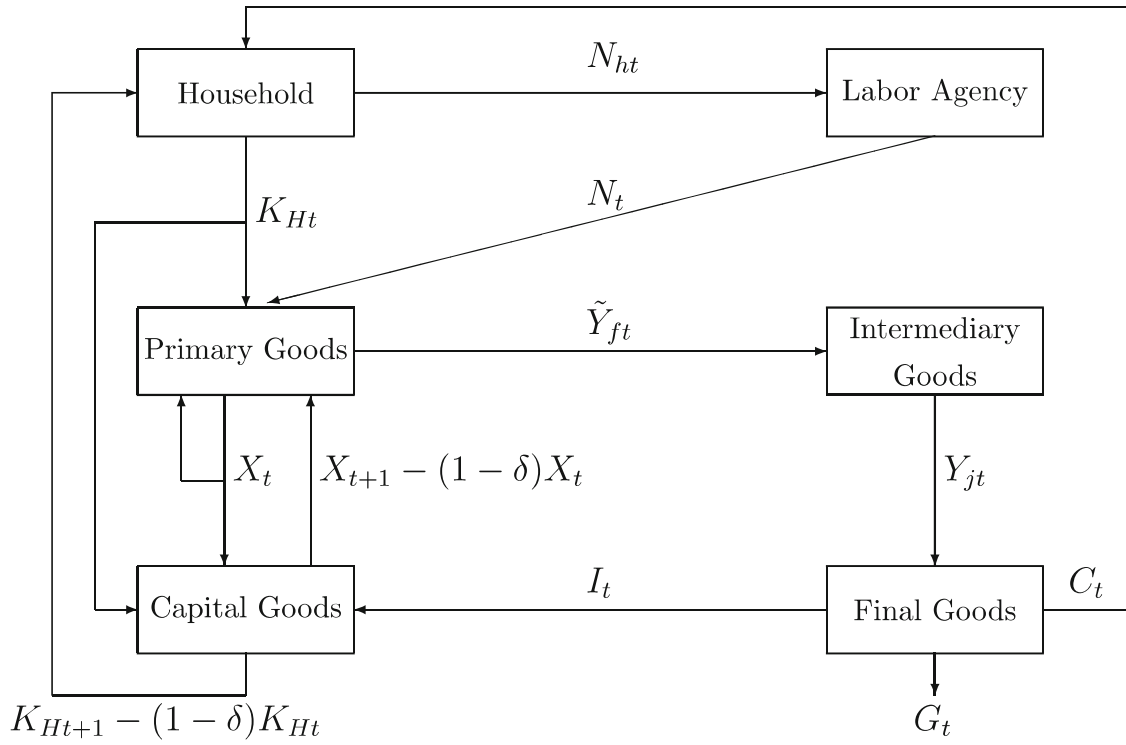 N_{ht}
Household
Labor Agency
N_t
K_{Ht}
Ỹ_{ft}
Primary Goods
Intermediary
Goods
X_t
X_{t+1} − (1 − δ)X_t
Y_{jt}
I_t
C_t
Capital Goods
Final Goods
K_{Ht+1} − (1 − δ)K_{Ht}
G_t